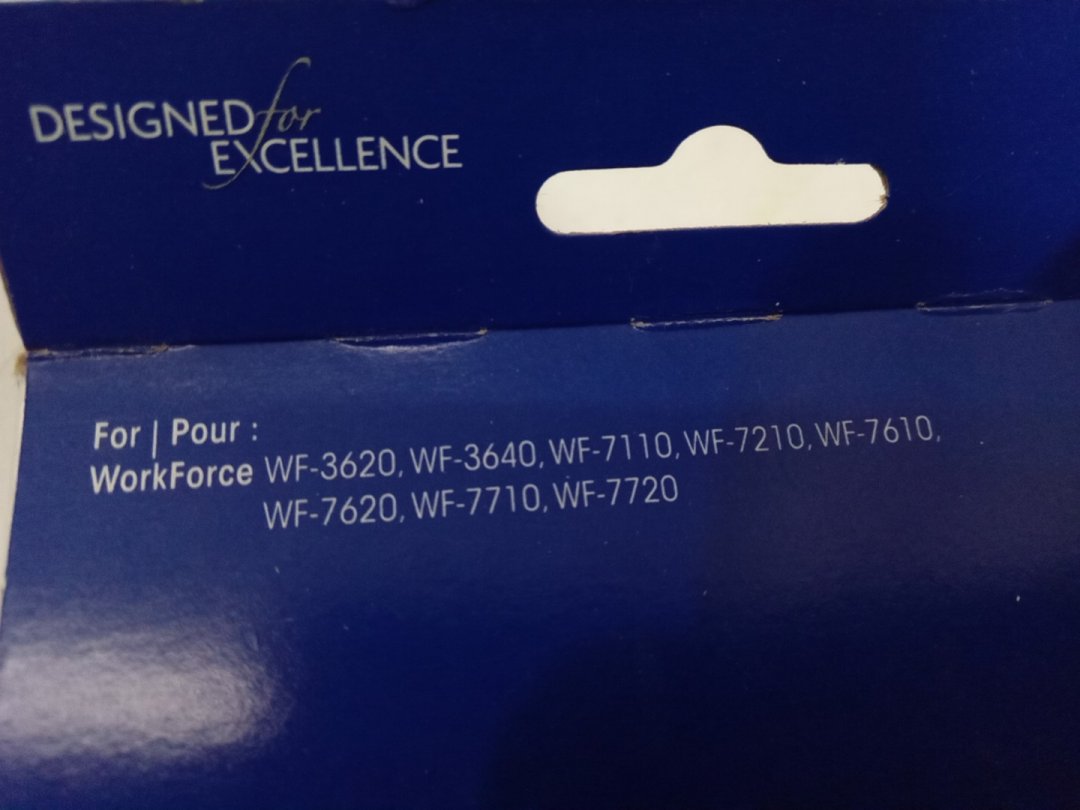 DESIGNED for
EXCELLENCE
For | Pour :
WorkForce WF-3620, WF-3640, WF-7110, WF-7210, WF-7610,
WF-7620, WF-7710, WF-7720